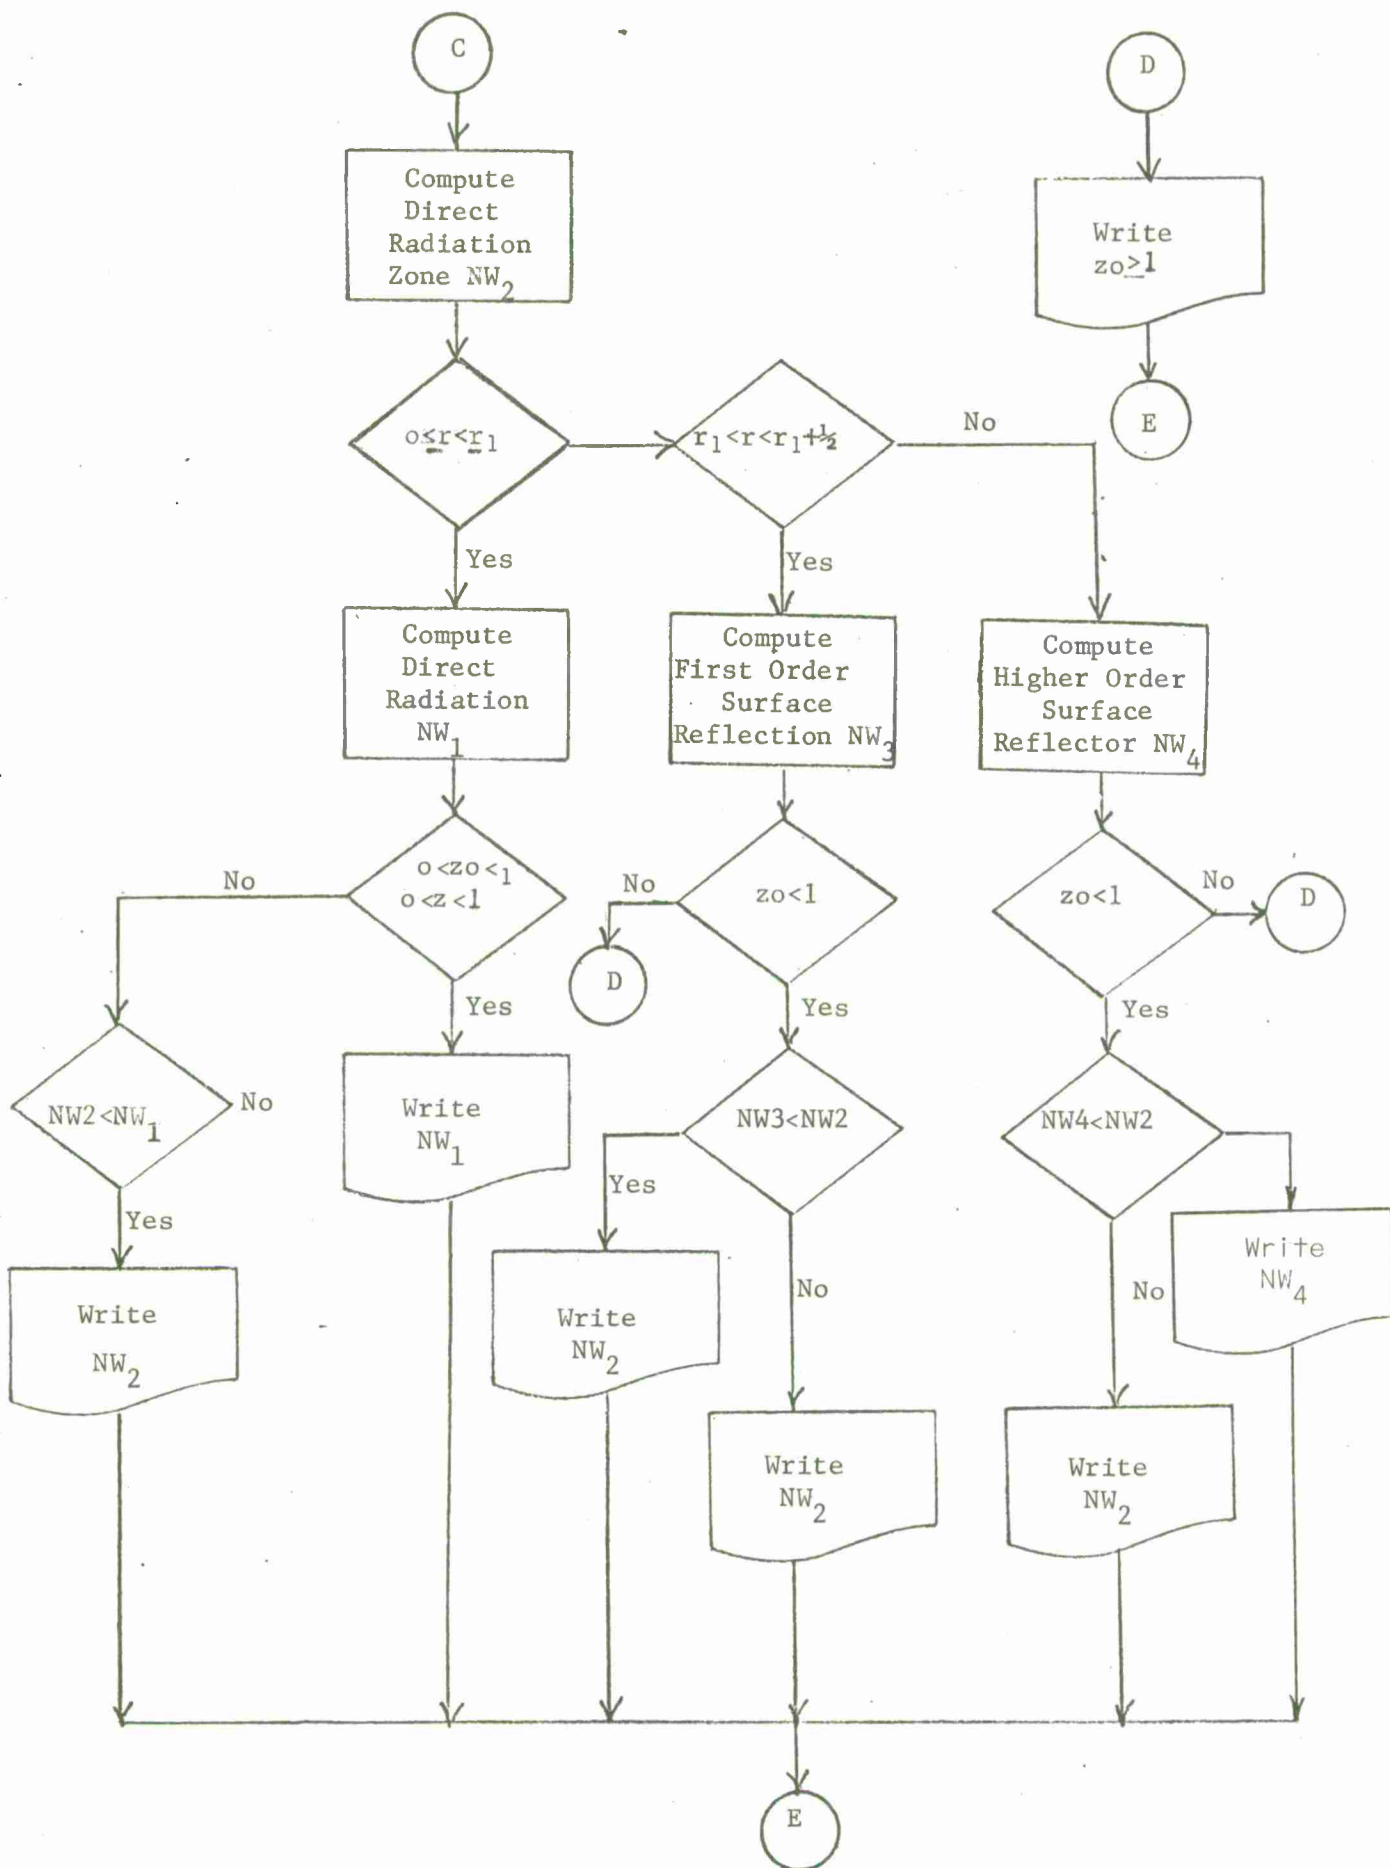 C
D
Compute
Direct
Radiation
Zone NW2
Write
zo≥1
E
o≤r≤r1
r1<r<r1+½
No
Yes
Yes
Compute
Direct
Radiation
NW1
Compute
First Order
Surface
Reflection NW3
Compute
Higher Order
Surface
Reflector NW4
No
o<zo<1
o<z<1
No
zo<1
zo<1
No
D
D
Yes
Yes
Yes
NW2<NW1
No
Write
NW1
NW3<NW2
NW4<NW2
Yes
Yes
Write
NW2
Write
NW2
No
No
Write
NW4
Write
NW2
Write
NW2
E